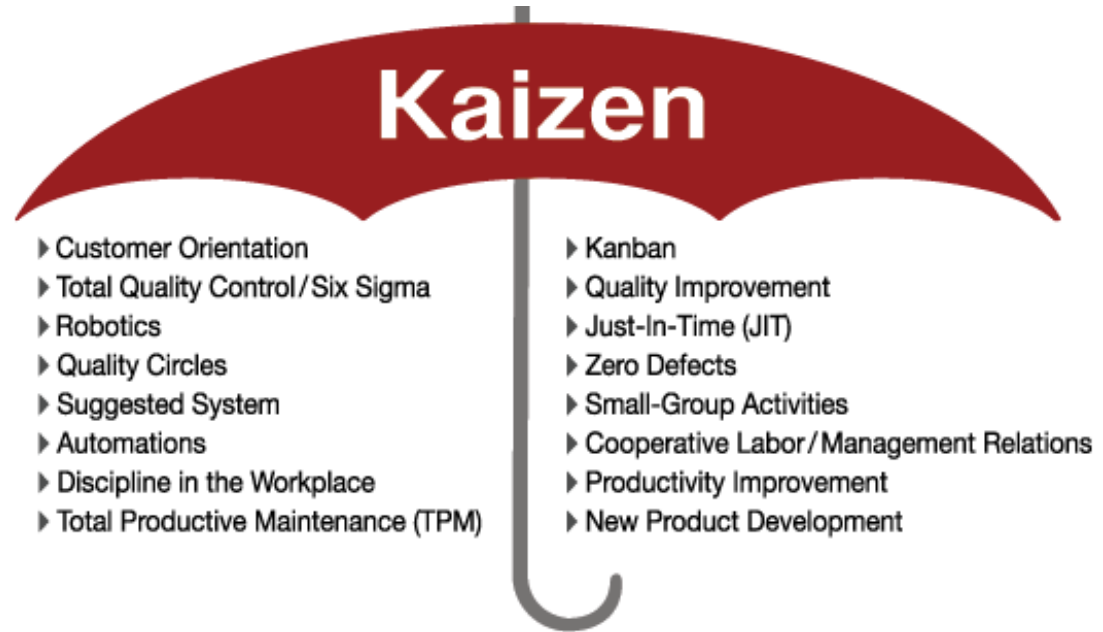 Kaizen
Customer Orientation
Total Quality Control/Six Sigma
Robotics
Quality Circles
Suggested System
Automations
Discipline in the Workplace
Total Productive Maintenance (TPM)
Kanban
Quality Improvement
Just-In-Time (JIT)
Zero Defects
Small-Group Activities
Cooperative Labor/Management Relations
Productivity Improvement
New Product Development